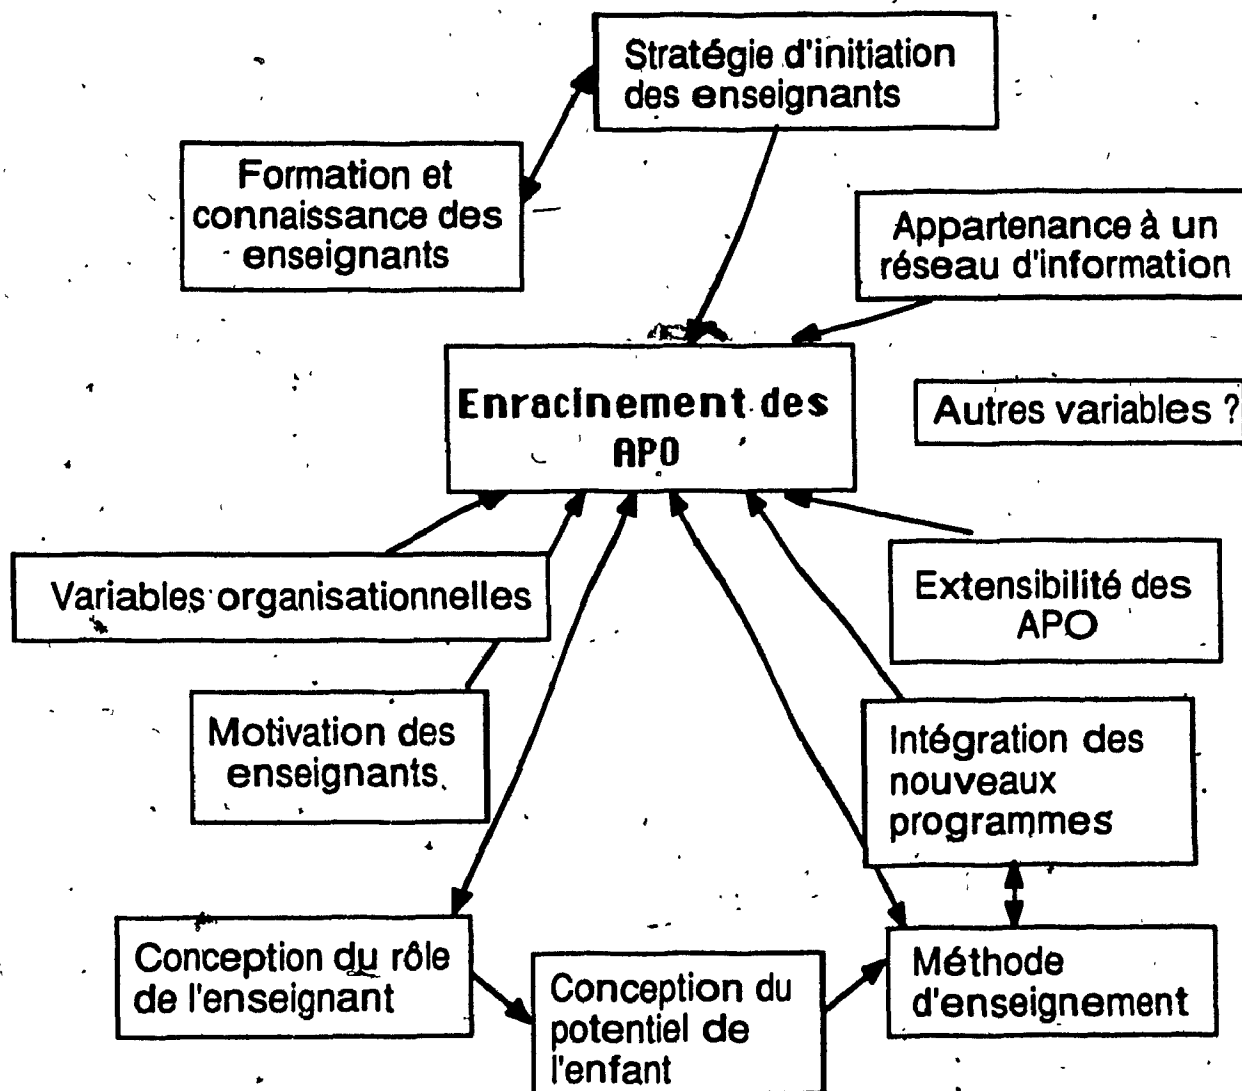 Stratégie d'initiation
des enseignants
Formation et
connaissance des
enseignants
Appartenance à un
réseau d'information
Enracinement des
APO
Autres variables ?
Variables organisationnelles
Extensibilité des
APO
Motivation des
enseignants
Intégration des
nouveaux
programmes
Conception du rôle
de l'enseignant
Conception du
potentiel de
l'enfant
Méthode
d'enseignement